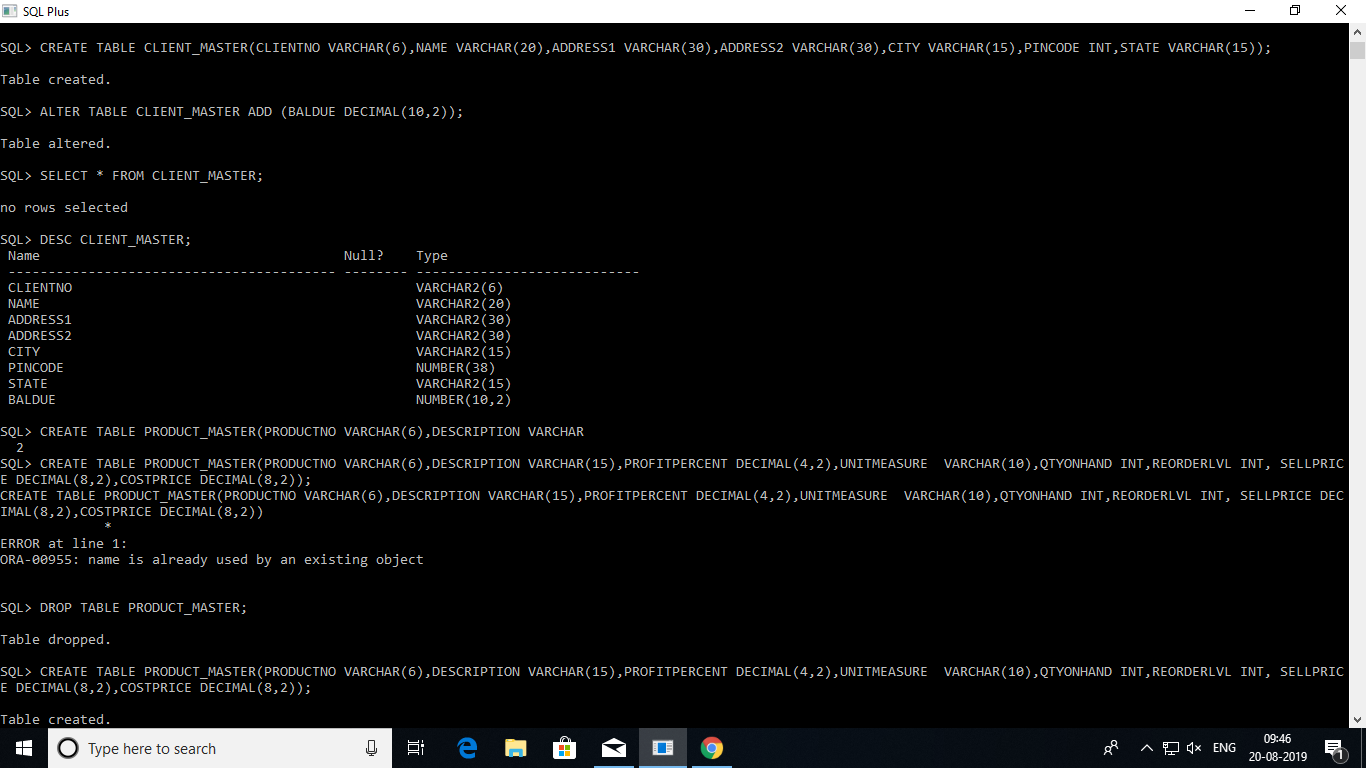 SQL Plus
SQL> CREATE TABLE CLIENT_MASTER(CLIENTNO VARCHAR(6),NAME VARCHAR(20),ADDRESS1 VARCHAR(30),ADDRESS2 VARCHAR(30),CITY VARCHAR(15),PINCODE INT,STATE VARCHAR(15));
Table created.
SQL> ALTER TABLE CLIENT_MASTER ADD (BALDUE DECIMAL(10,2));
Table altered.
SQL> SELECT * FROM CLIENT_MASTER;
no rows selected
SQL> DESC CLIENT_MASTER;
Name Null? Type
----------------------------------------- -------- ----------------------------
CLIENTNO VARCHAR2(6)
NAME VARCHAR2(20)
ADDRESS1 VARCHAR2(30)
ADDRESS2 VARCHAR2(30)
CITY VARCHAR2(15)
PINCODE NUMBER(38)
STATE VARCHAR2(15)
BALDUE NUMBER(10,2)
SQL> CREATE TABLE PRODUCT_MASTER(PRODUCTNO VARCHAR(6),DESCRIPTION VARCHAR
2
SQL> CREATE TABLE PRODUCT_MASTER(PRODUCTNO VARCHAR(6),DESCRIPTION VARCHAR(15),PROFITPERCENT DECIMAL(4,2),UNITMEASURE  VARCHAR(10),QTYONHAND INT,REORDERLVL INT, SELLPRIC
E DECIMAL(8,2),COSTPRICE DECIMAL(8,2));
CREATE TABLE PRODUCT_MASTER(PRODUCTNO VARCHAR(6),DESCRIPTION VARCHAR(15),PROFITPERCENT DECIMAL(4,2),UNITMEASURE  VARCHAR(10),QTYONHAND INT,REORDERLVL INT, SELLPRICE DEC
IMAL(8,2),COSTPRICE DECIMAL(8,2))
*
ERROR at line 1:
ORA-00955: name is already used by an existing object
SQL> DROP TABLE PRODUCT_MASTER;
Table dropped.
SQL> CREATE TABLE PRODUCT_MASTER(PRODUCTNO VARCHAR(6),DESCRIPTION VARCHAR(15),PROFITPERCENT DECIMAL(4,2),UNITMEASURE  VARCHAR(10),QTYONHAND INT,REORDERLVL INT, SELLPRIC
E DECIMAL(8,2),COSTPRICE DECIMAL(8,2));
Table created.
Type here to search
ENG
09:46
20-08-2019
1